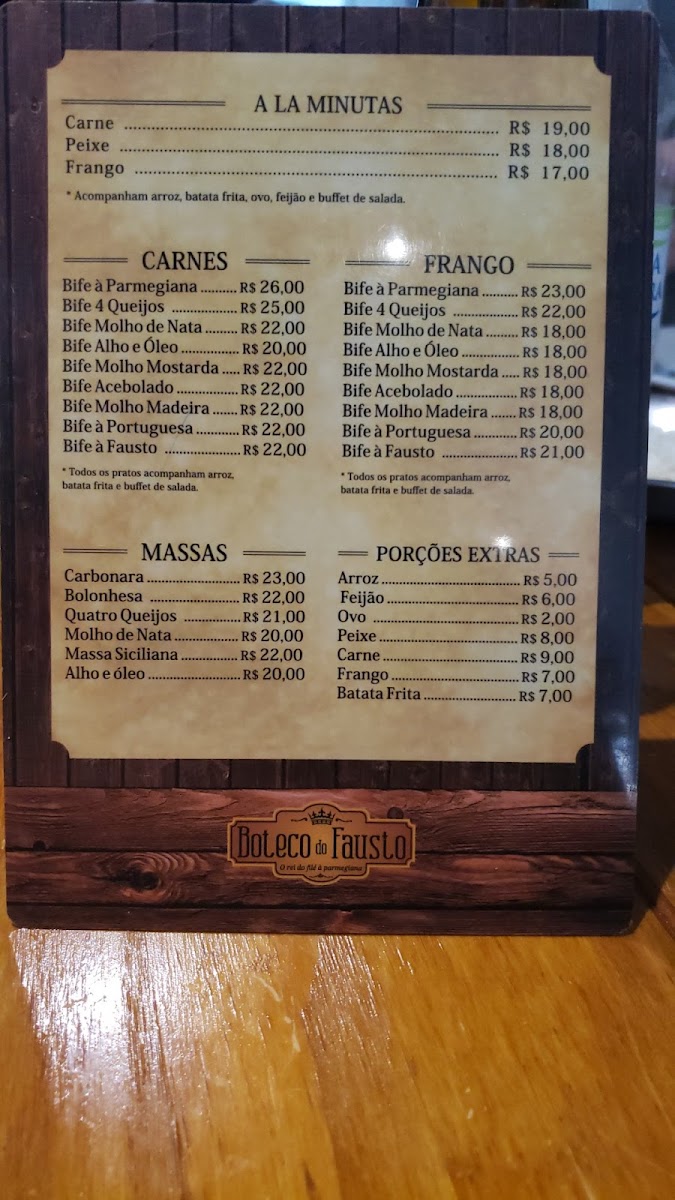 A LA MINUTAS
Carne ........ R$ 19,00
Peixe ........ R$ 18,00
Frango ........ R$ 17,00
* Acompanham arroz, batata frita, ovo, feijão e buffet de salada.
CARNES
Bife à Parmegiana .......... R$ 26,00
Bife 4 Queijos .......... R$ 25,00
Bife Molho de Nata ......... R$ 22,00
Bife Alho e Óleo ......... R$ 20,00
Bife Molho Mostarda ..... R$ 22,00
Bife Acebolado ......... R$ 22,00
Bife Molho Madeira ....... R$ 22,00
Bife à Portuguesa ......... R$ 22,00
Bife à Fausto ......... R$ 22,00
* Todos os pratos acompanham arroz,
batata frita e buffet de salada.
FRANGO
Bife à Parmegiana .......... R$ 23,00
Bife 4 Queijos .......... R$ 22,00
Bife Molho de Nata ......... R$ 18,00
Bife Alho e Óleo ......... R$ 18,00
Bife Molho Mostarda ..... R$ 18,00
Bife Acebolado ......... R$ 18,00
Bife Molho Madeira ....... R$ 18,00
Bife à Portuguesa ......... R$ 20,00
Bife à Fausto ......... R$ 21,00
* Todos os pratos acompanham arroz,
batata frita e buffet de salada.
MASSAS
Carbonara ......... R$ 23,00
Bolonhesa ......... R$ 22,00
Quatro Queijos ......... R$ 21,00
Molho de Nata ......... R$ 20,00
Massa Siciliana ......... R$ 22,00
Alho e óleo ......... R$ 20,00
PORÇÕES EXTRAS
Arroz ......... R$ 5,00
Feijão ......... R$ 6,00
Ovo ......... R$ 2,00
Peixe ......... R$ 8,00
Carne ......... R$ 9,00
Frango ......... R$ 7,00
Batata Frita ......... R$ 7,00
Boteco do Fausto
O rei do filé à parmegiana